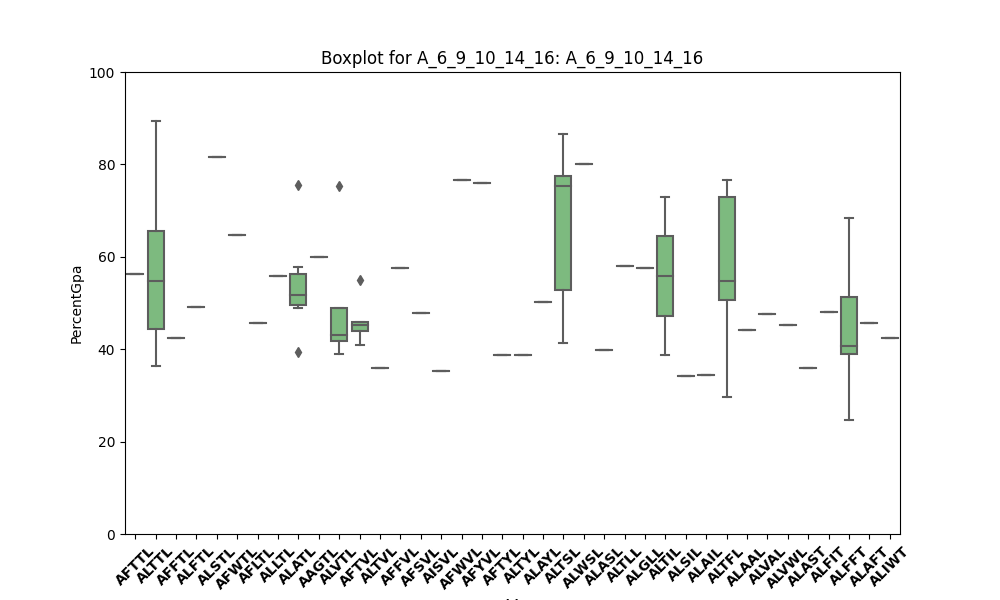 Boxplot for A_6_9_10_14_16: A_6_9_10_14_16
PercentGpa
100
80
60
40
20
0
AFTTL
ALTTL
AFFTL
ALFTL
ALSTL
AFWTL
AFLTL
ALLTL
ALATL
AAGTL
ALVTL
AFTVL
ALTVL
AFFVL
AFSVL
AISVL
AFWVL
AFYVL
AFTYL
ALTYL
ALAYL
ALTSL
ALWSL
ALASL
ALTLL
ALGLL
ALTIL
ALSIL
ALAIL
ALTFL
ALAAL
ALVAL
ALVWL
ALAST
ALFIT
ALFFT
ALAFT
ALIWT